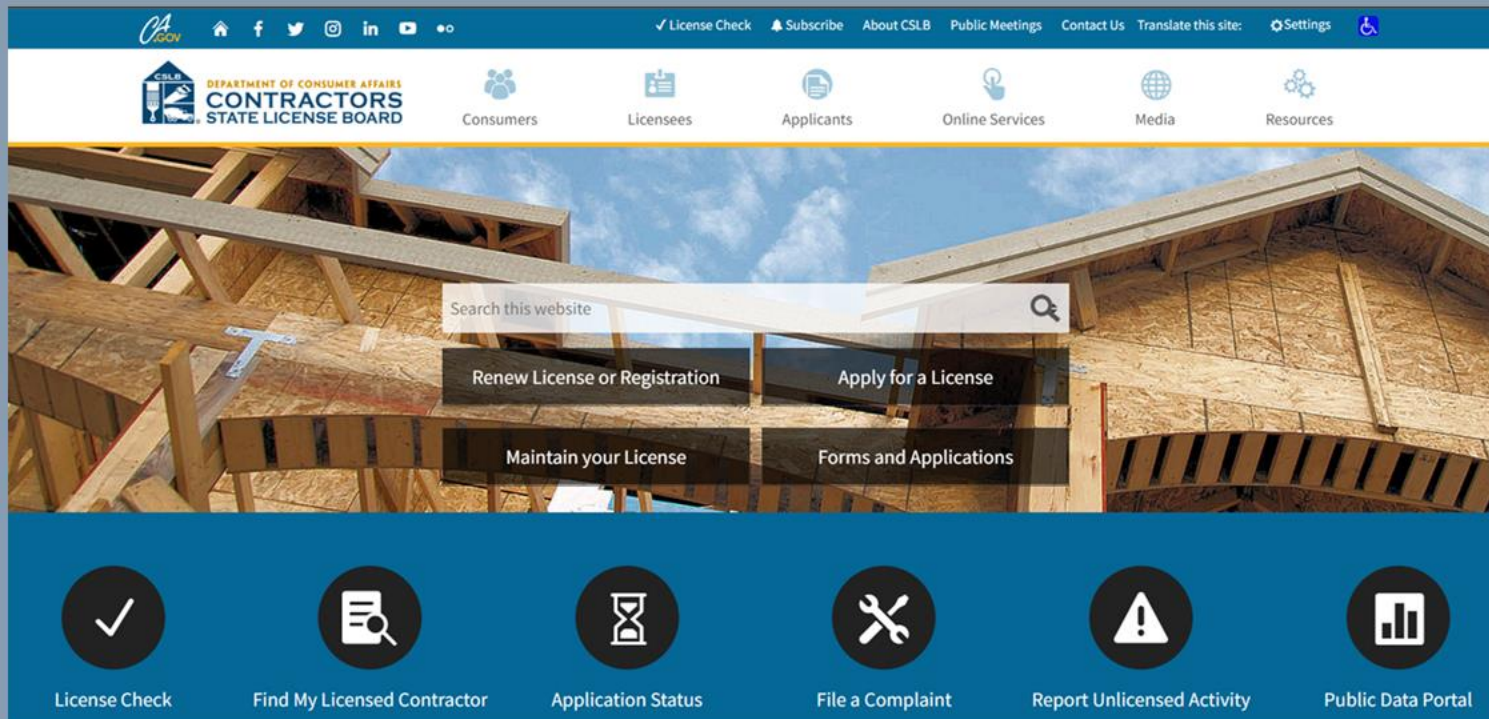 CA.GOV
License Check Subscribe About CSLB Public Meetings Contact Us Translate this site: Settings
CSLB
DEPARTMENT OF CONSUMER AFFAIRS
CONTRACTORS
STATE LICENSE BOARD
Consumers Licensees Applicants Online Services Media Resources
Search this website
Renew License or Registration Apply for a License
Maintain your License Forms and Applications
License Check Find My Licensed Contractor Application Status File a Complaint Report Unlicensed Activity Public Data Portal